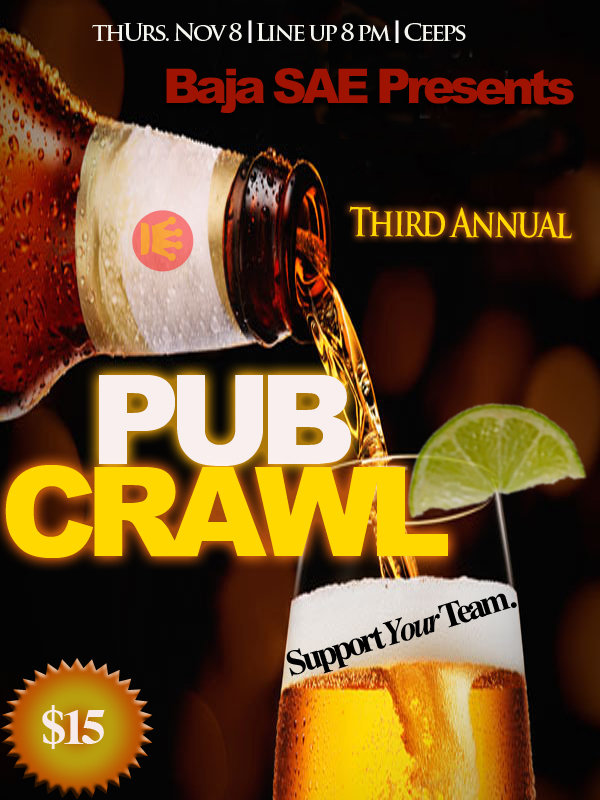 thUrs. Nov 8 | Line up 8 pm | Ceeps
Baja SAE Presents
Third Annual
PUB
CRAWL
Support Your Team.
$15